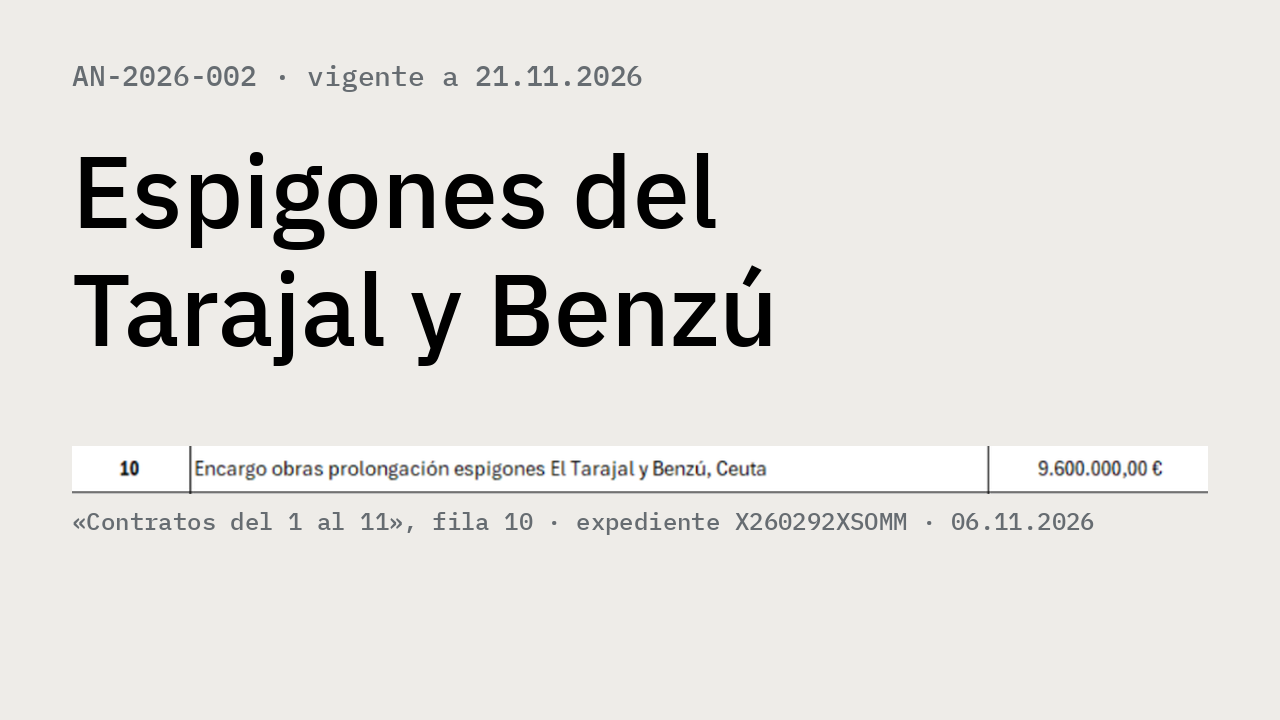 AN-2026-002 · vigente a 21.11.2026
Espigones del
Tarajal y Benzú
10 Encargo obras prolongación espigones El Tarajal y Benzú, Ceuta 9.600.000,00 €
«Contratos del 1 al 11», fila 10 · expediente X260292XSOMM · 06.11.2026